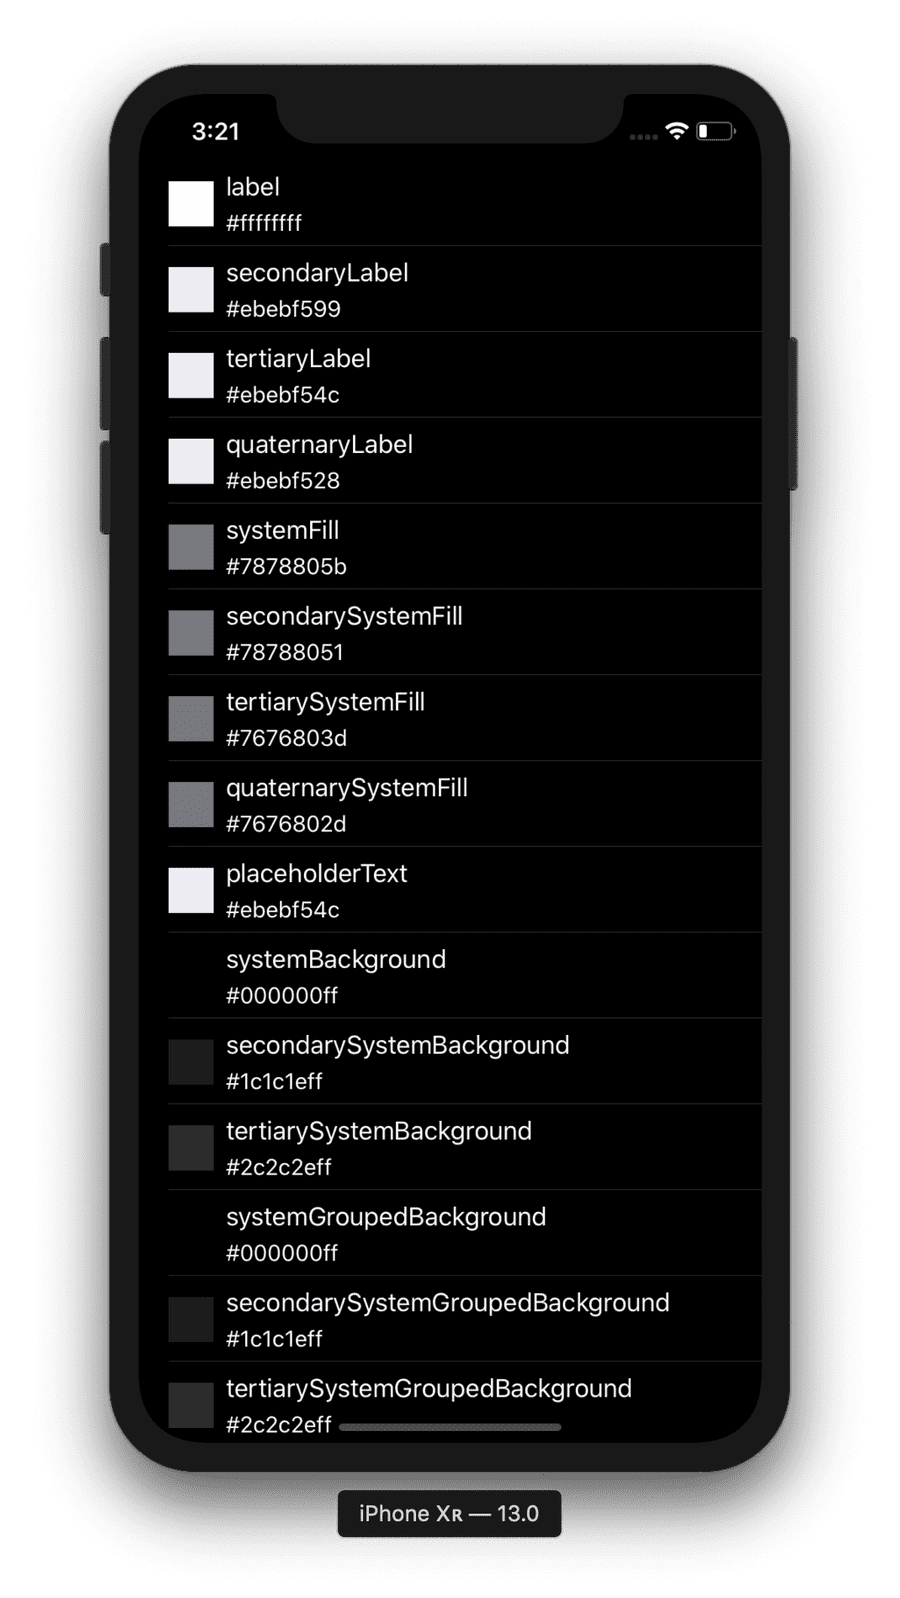 3:21
label
#ffffffff
secondaryLabel
#ebebf599
tertiaryLabel
#ebebf54c
quaternaryLabel
#ebebf528
systemFill
#7878805b
secondarySystemFill
#78788051
tertiarySystemFill
#7676803d
quaternarySystemFill
#7676802d
placeholderText
#ebebf54c
systemBackground
#000000ff
secondarySystemBackground
#1c1c1eff
tertiarySystemBackground
#2c2c2eff
systemGroupedBackground
#000000ff
secondarySystemGroupedBackground
#1c1c1eff
tertiarySystemGroupedBackground
#2c2c2eff
iPhone Xʀ — 13.0